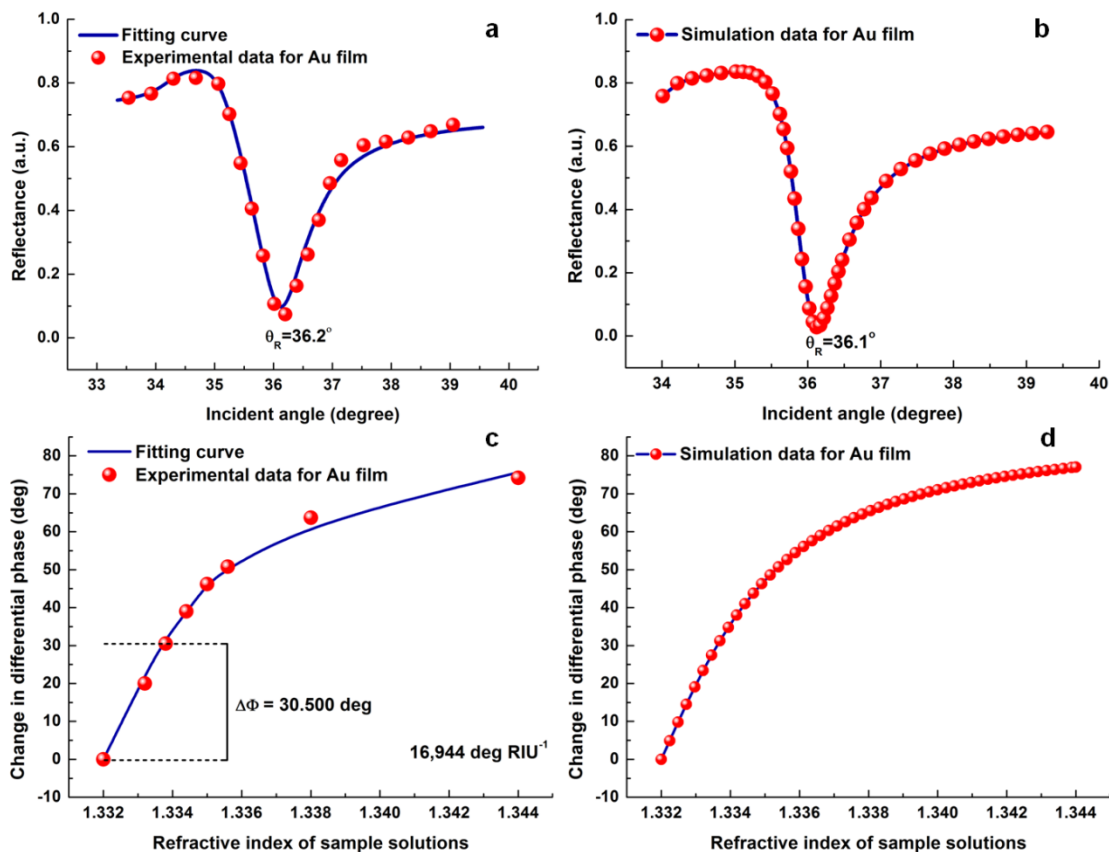 a
Fitting curve
Experimental data for Au film
Reflectance (a.u.)
1.0
0.8
0.6
0.4
0.2
0.0
θR=36.2°
33 34 35 36 37 38 39 40
Incident angle (degree)
b
Simulation data for Au film
Reflectance (a.u.)
1.0
0.8
0.6
0.4
0.2
0.0
θR=36.1°
34 35 36 37 38 39 40
Incident angle (degree)
c
Fitting curve
Experimental data for Au film
Change in differential phase (deg)
80
70
60
50
40
30
20
10
0
-10
ΔΦ = 30.500 deg
16,944 deg RIU⁻¹
1.332 1.334 1.336 1.338 1.340 1.342 1.344
Refractive index of sample solutions
d
Simulation data for Au film
Change in differential phase (deg)
80
70
60
50
40
30
20
10
0
-10
1.332 1.334 1.336 1.338 1.340 1.342 1.344
Refractive index of sample solutions